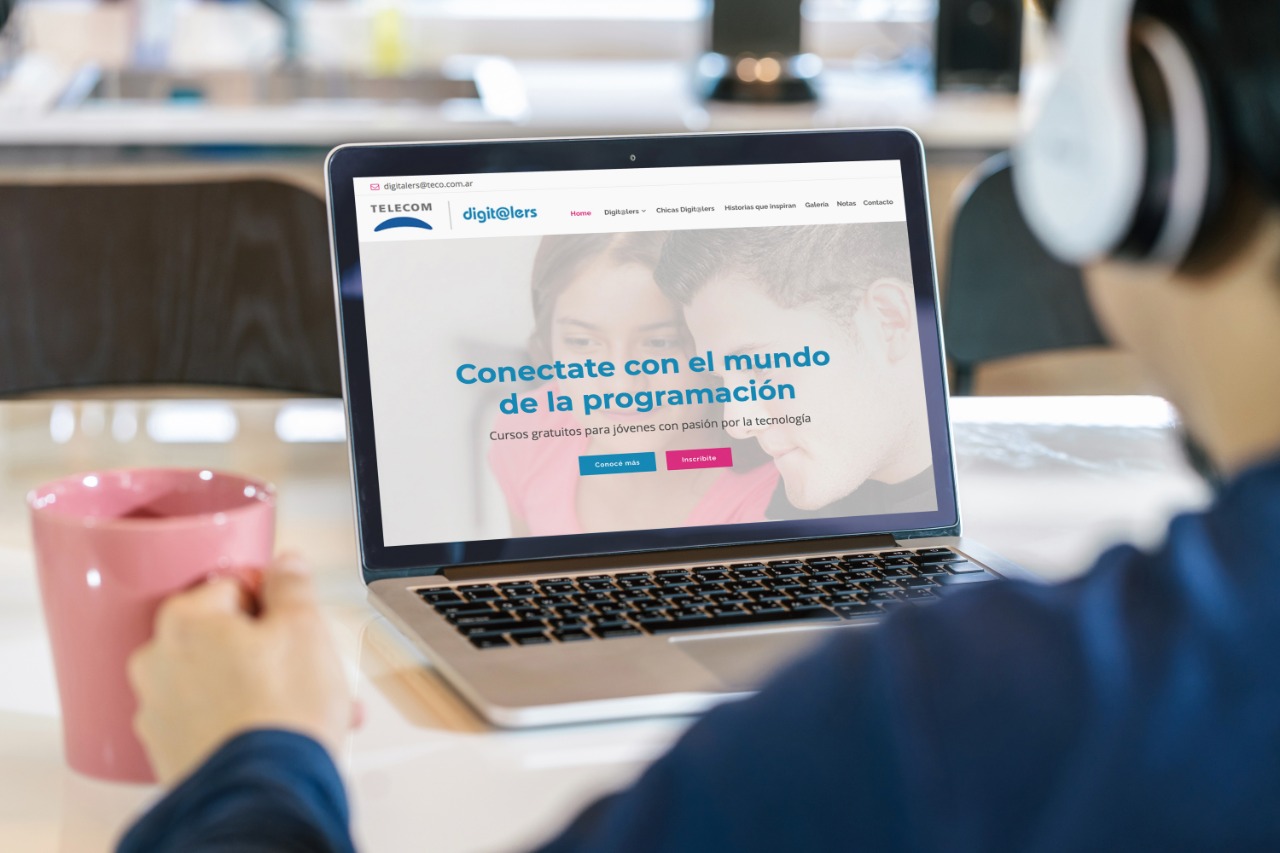 digitalers@teco.com.ar
TELECOM digit@lers Home Digit@lers Chicas Digit@lers Historias que inspiran Galería Notas Contacto
Conectate con el mundo
de la programación
Cursos gratuitos para jóvenes con pasión por la tecnología
Conocé más Inscribite